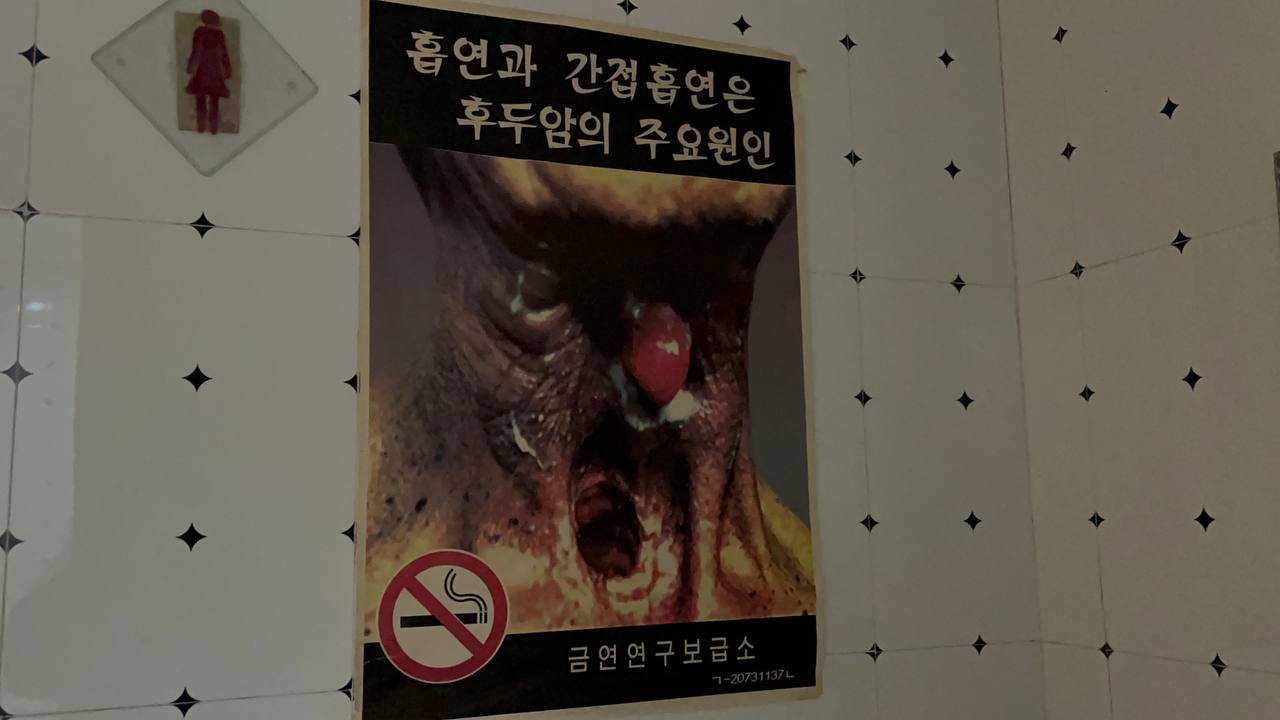 흡연과 간접흡연은
후두암의 주요원인
금연연구보급소
ㄱ-20731137ㄴ